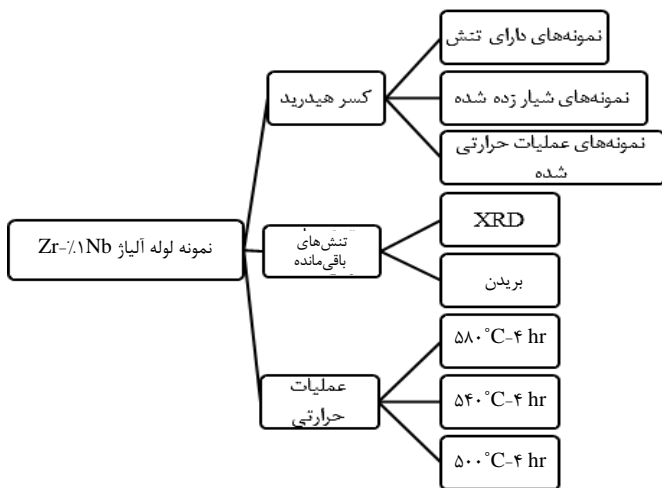 نمونه‌های دارای تنش
کسر هیدرید
نمونه‌های شیار زده شده
نمونه‌های عملیات حرارتی
شده
نمونه لوله آلیاژ Zr-٪۱Nb
تنش‌های
باقی‌مانده
XRD
بریدن
عملیات
حرارتی
۵۸۰°C-۴ hr
۵۴۰°C-۴ hr
۵۰۰°C-۴ hr